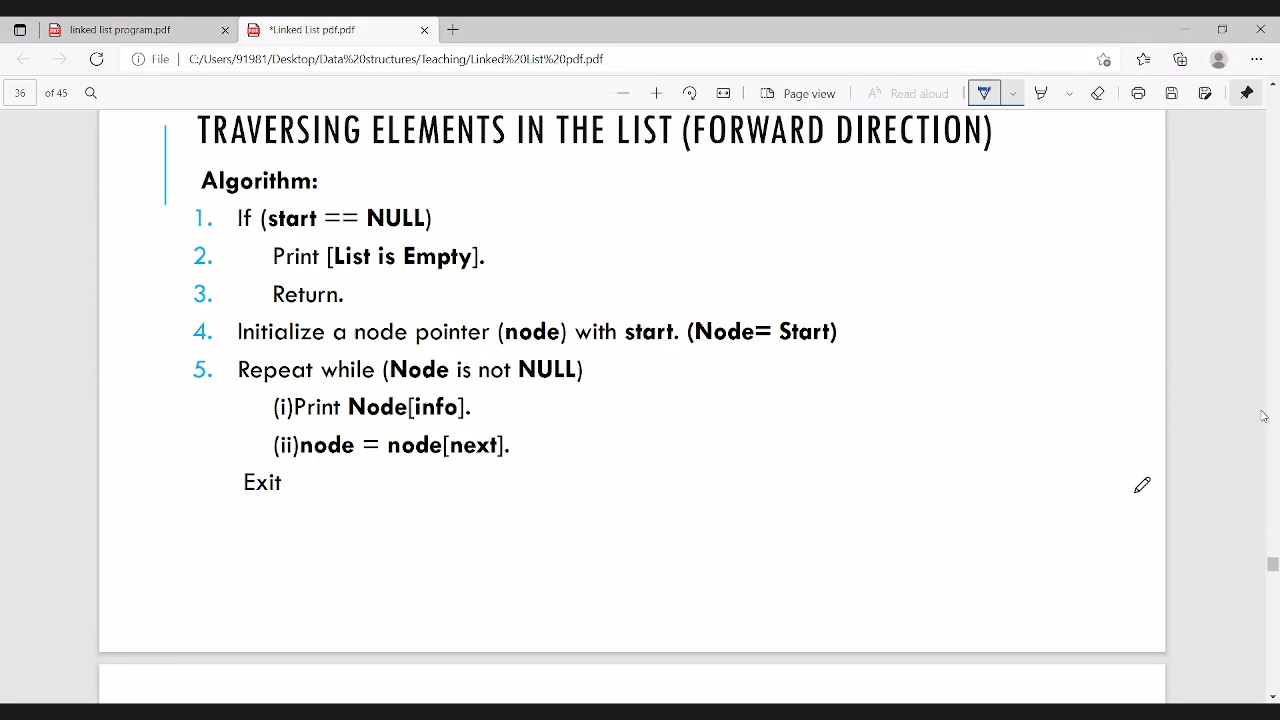 linked list program.pdf
*Linked List pdf.pdf
File
C:/Users/91981/Desktop/Data%20structures/Teaching/Linked%20List%20pdf.pdf
36 of 45
Page view
Read aloud
TRAVERSING ELEMENTS IN THE LIST (FORWARD DIRECTION)
Algorithm:
1. If (start == NULL)
2. Print [List is Empty].
3. Return.
4. Initialize a node pointer (node) with start. (Node= Start)
5. Repeat while (Node is not NULL)
(i)Print Node[info].
(ii)node = node[next].
Exit